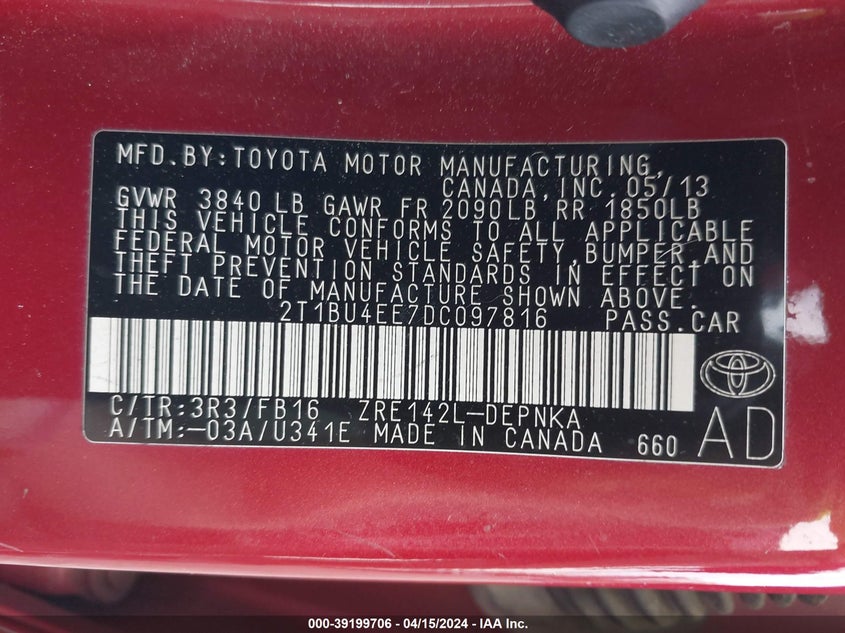 MFD.BY:TOYOTA MOTOR MANUFACTURING,
CANADA,INC. 05/13
GVWR 3840 LB GAWR FR 2090LB RR 1850LB
THIS VEHICLE CONFORMS TO ALL APPLICABLE
FEDERAL MOTOR VEHICLE SAFETY,BUMPER,AND
THEFT PREVENTION STANDARDS IN EFFECT ON
THE DATE OF MANUFACTURE SHOWN ABOVE.
2T1BU4EE7DC097816 PASS.CAR
C/TR:3R3/FB16 ZRE142L-DEPNKA
A/TM:-03A/U341E MADE IN CANADA 660 AD
000-39199706 - 04/15/2024 - IAA Inc.